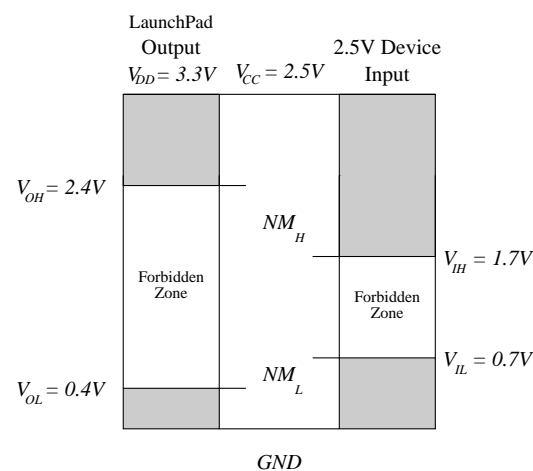 LaunchPad
Output
V_DD = 3.3V
V_CC = 2.5V
2.5V Device
Input
V_OH = 2.4V
NM_H
V_IH = 1.7V
Forbidden
Zone
Forbidden
Zone
V_IL = 0.7V
V_OL = 0.4V
NM_L
GND